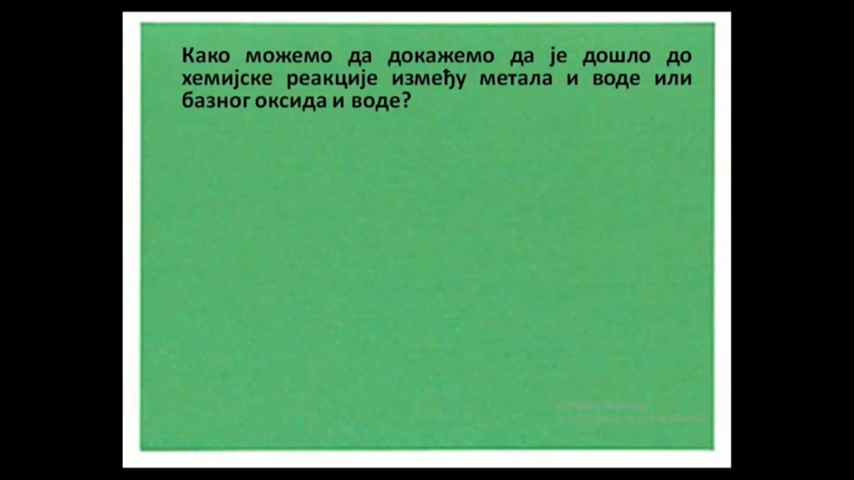 Како можемо да докажемо да је дошло до
хемијске реакције између метала и воде или
базног оксида и воде?